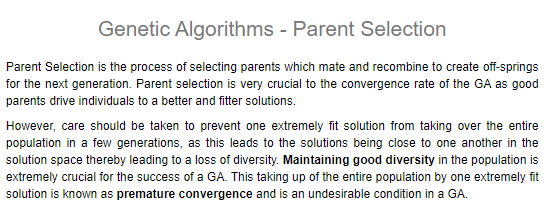 Genetic Algorithms - Parent Selection
Parent Selection is the process of selecting parents which mate and recombine to create off-springs
for the next generation. Parent selection is very crucial to the convergence rate of the GA as good
parents drive individuals to a better and fitter solutions.
However, care should be taken to prevent one extremely fit solution from taking over the entire
population in a few generations, as this leads to the solutions being close to one another in the
solution space thereby leading to a loss of diversity. Maintaining good diversity in the population is
extremely crucial for the success of a GA. This taking up of the entire population by one extremely fit
solution is known as premature convergence and is an undesirable condition in a GA.